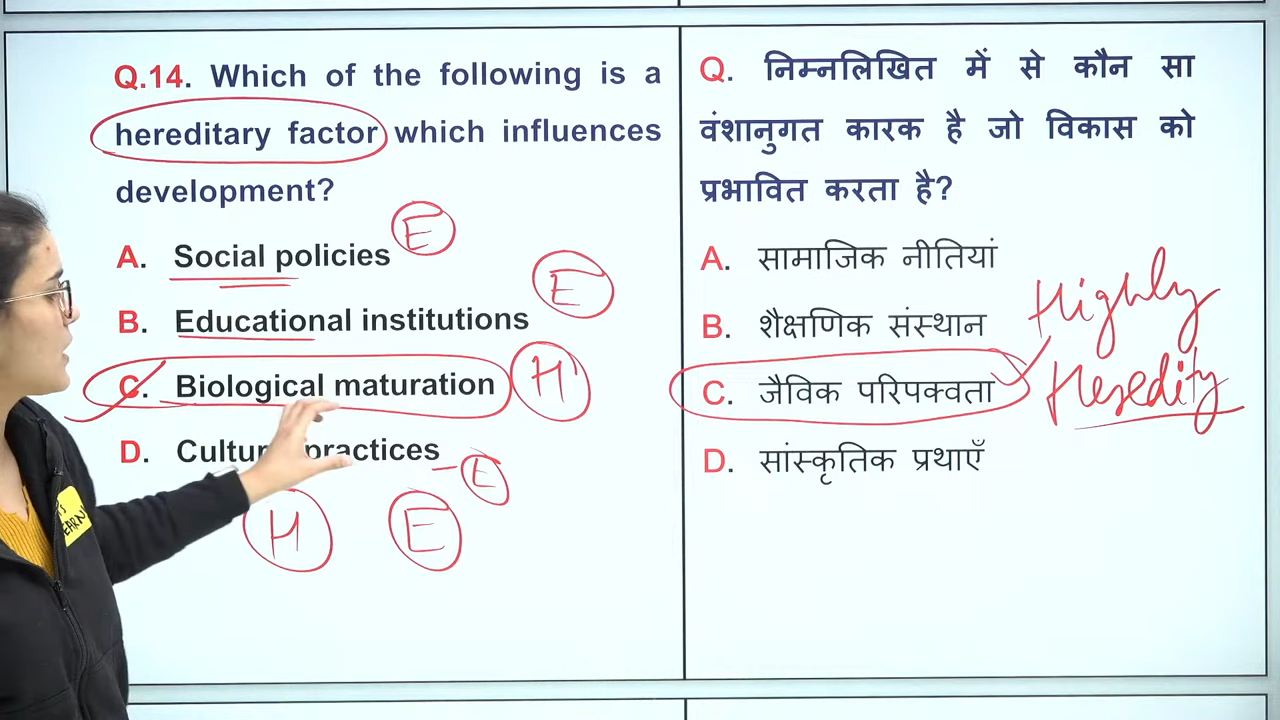 Q.14. Which of the following is a
hereditary factor which influences
development?
A. Social policies
E
B. Educational institutions
E
C. Biological maturation
H
D. Cultur practices
- E
H E
Q. निम्नलिखित में से कौन सा
वंशानुगत कारक है जो विकास को
प्रभावित करता है?
A. सामाजिक नीतियां
B. शैक्षणिक संस्थान
C. जैविक परिपक्वता
D. सांस्कृतिक प्रथाएँ
Highly
Heredity